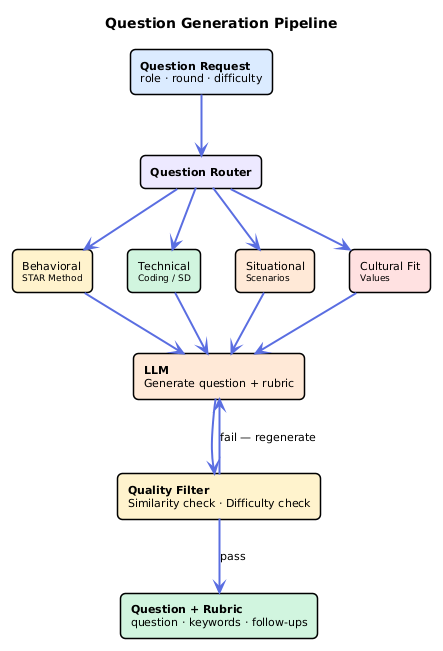 Question Generation Pipeline
Question Request
role · round · difficulty
Question Router
Behavioral
STAR Method
Technical
Coding / SD
Situational
Scenarios
Cultural Fit
Values
LLM
Generate question + rubric
fail — regenerate
Quality Filter
Similarity check · Difficulty check
pass
Question + Rubric
question · keywords · follow-ups